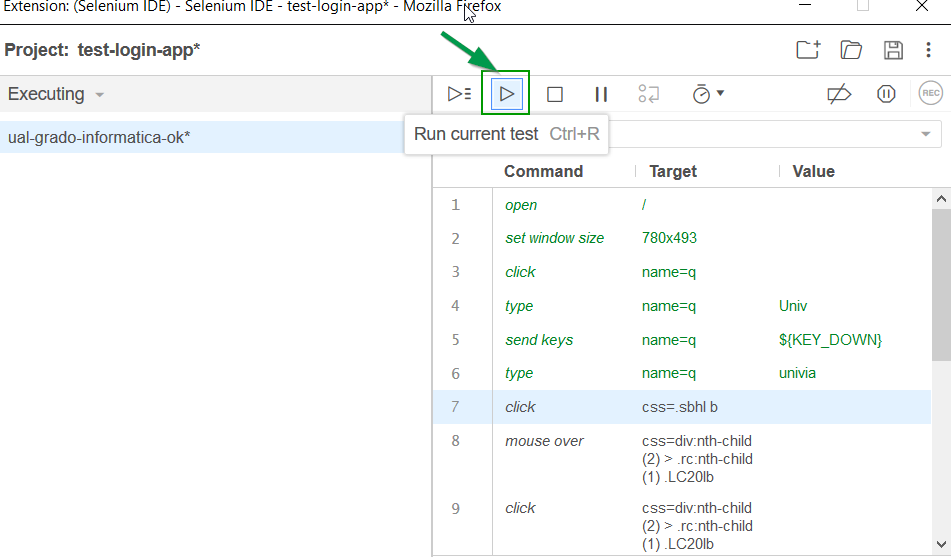 Extension: (Selenium IDE) - Selenium IDE - test-login-app* - Mozilla Firefox
Project: test-login-app*
Executing
REC
ual-grado-informatica-ok*
Run current test Ctrl+R
Command Target Value
1 open /
2 set window size 780x493
3 click name=q
4 type name=q Univ
5 send keys name=q ${KEY_DOWN}
6 type name=q univia
7 click css=.sbhl b
8 mouse over css=div:nth-child
(2) > .rc:nth-child
(1) .LC20lb
9 click css=div:nth-child
(2) > .rc:nth-child
(1) .LC20lb